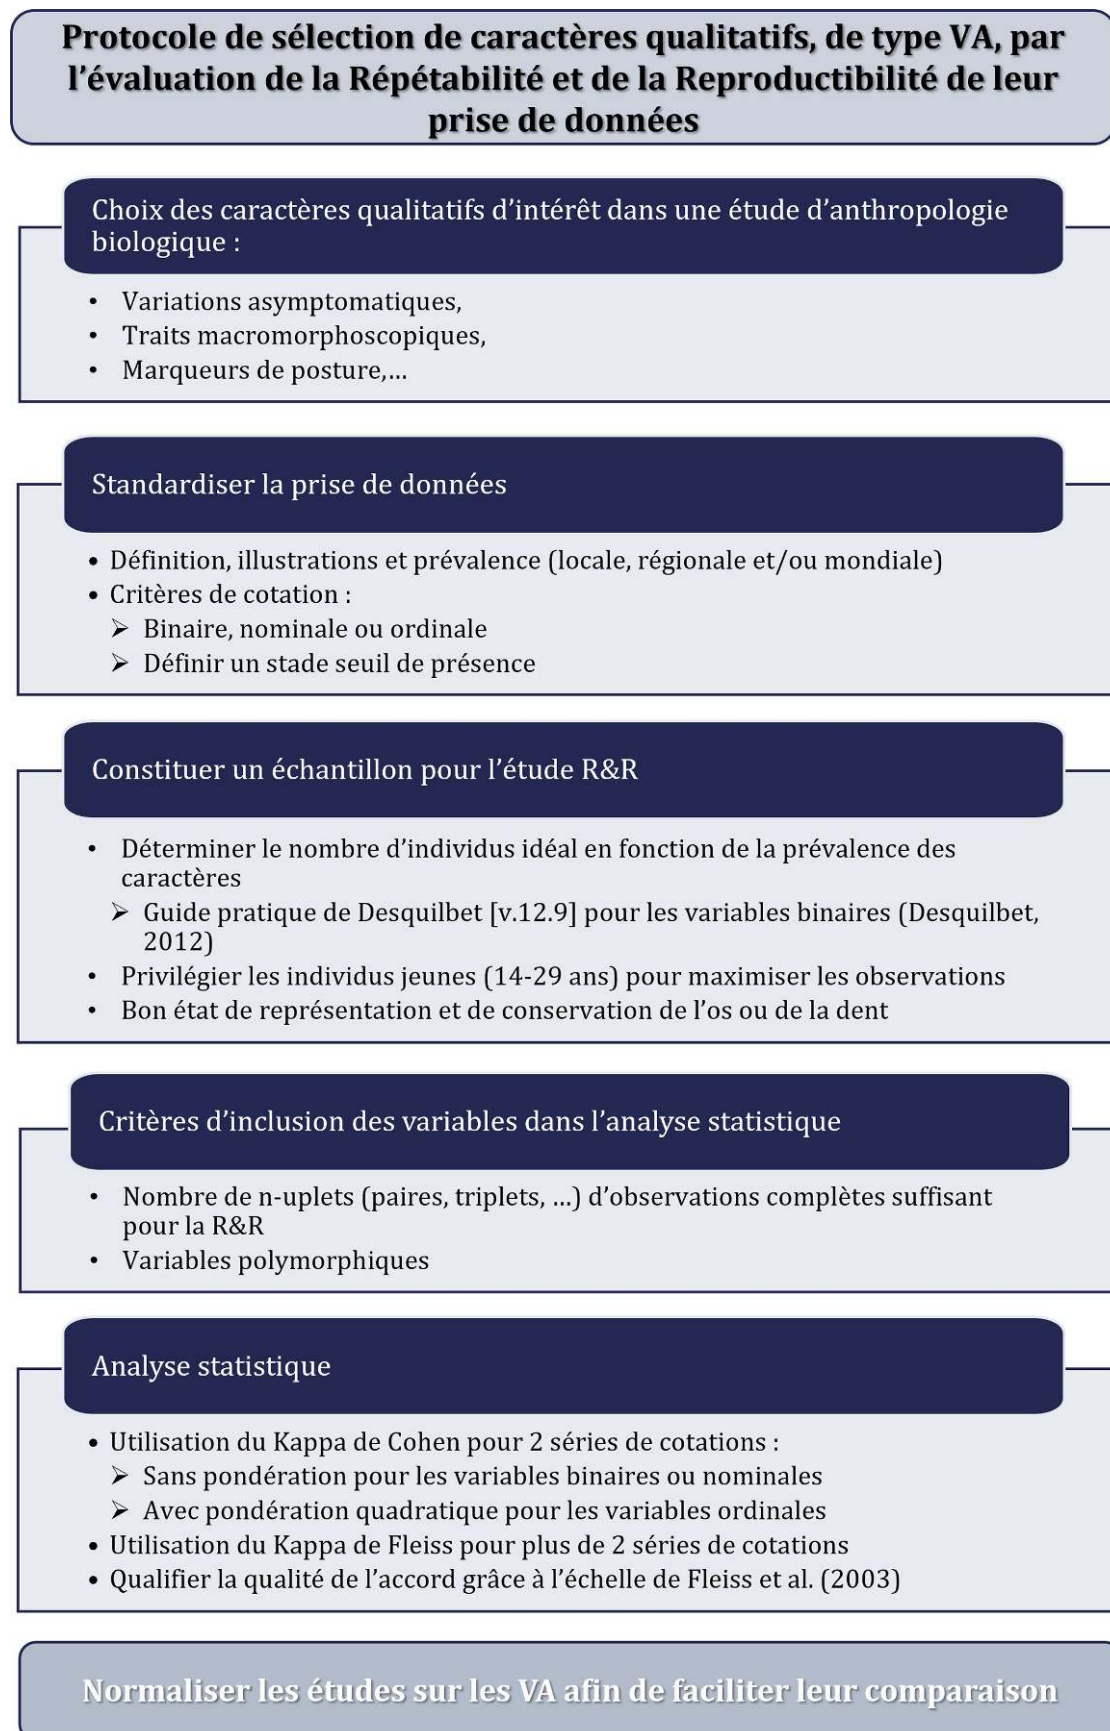 Protocole de sélection de caractères qualitatifs, de type VA, par
l’évaluation de la Répétabilité et de la Reproductibilité de leur
prise de données
Choix des caractères qualitatifs d’intérêt dans une étude d’anthropologie
biologique :
• Variations asymptomatiques,
• Traits macromorphoscopiques,
• Marqueurs de posture,...
Standardiser la prise de données
• Définition, illustrations et prévalence (locale, régionale et/ou mondiale)
• Critères de cotation :
➢ Binaire, nominale ou ordinale
➢ Définir un stade seuil de présence
Constituer un échantillon pour l’étude R&R
• Déterminer le nombre d’individus idéal en fonction de la prévalence des
caractères
➢ Guide pratique de Desquilbet [v.12.9] pour les variables binaires (Desquilbet,
2012)
• Privilégier les individus jeunes (14-29 ans) pour maximiser les observations
• Bon état de représentation et de conservation de l’os ou de la dent
Critères d’inclusion des variables dans l’analyse statistique
• Nombre de n-uplets (paires, triplets, ...) d’observations complètes suffisant
pour la R&R
• Variables polymorphiques
Analyse statistique
• Utilisation du Kappa de Cohen pour 2 séries de cotations :
➢ Sans pondération pour les variables binaires ou nominales
➢ Avec pondération quadratique pour les variables ordinales
• Utilisation du Kappa de Fleiss pour plus de 2 séries de cotations
• Qualifier la qualité de l’accord grâce à l’échelle de Fleiss et al. (2003)
Normaliser les études sur les VA afin de faciliter leur comparaison